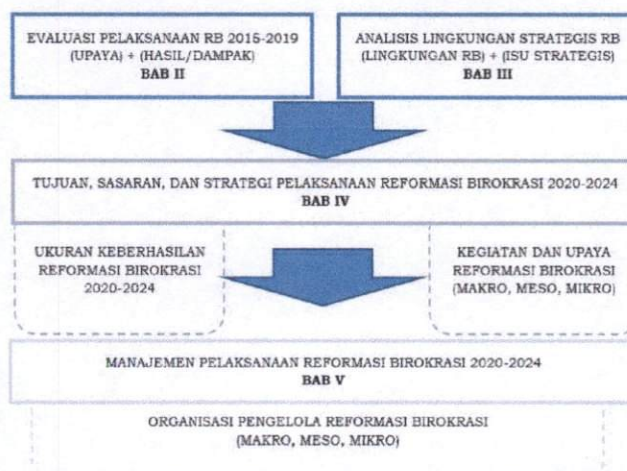 EVALUASI PELAKSANAAN RB 2015-2019
(UPAYA) + (HASIL/DAMPAK)
BAB II
ANALISIS LINGKUNGAN STRATEGIS RB
(LINGKUNGAN RB) + (ISU STRATEGIS)
BAB III
TUJUAN, SASARAN, DAN STRATEGI PELAKSANAAN REFORMASI BIROKRASI 2020-2024
BAB IV
UKURAN KEBERHASILAN
REFORMASI BIROKRASI
2020-2024
KEGIATAN DAN UPAYA
REFORMASI BIROKRASI
(MAKRO, MESO, MIKRO)
MANAJEMEN PELAKSANAAN REFORMASI BIROKRASI 2020-2024
BAB V
ORGANISASI PENGELOLA REFORMASI BIROKRASI
(MAKRO, MESO, MIKRO)